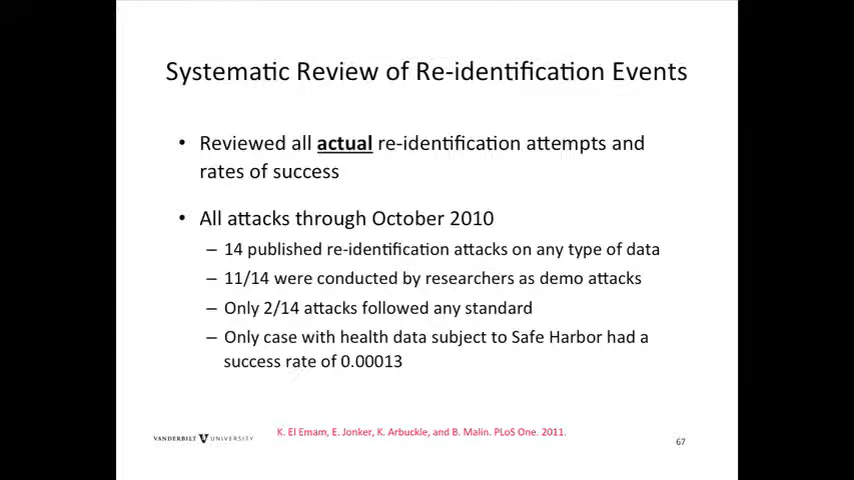 Systematic Review of Re-identification Events
• Reviewed all actual re-identification attempts and
rates of success
• All attacks through October 2010
– 14 published re-identification attacks on any type of data
– 11/14 were conducted by researchers as demo attacks
– Only 2/14 attacks followed any standard
– Only case with health data subject to Safe Harbor had a
success rate of 0.00013
VANDERBILT V UNIVERSITY
K. El Emam, E. Jonker, K. Arbuckle, and B. Malin. PLoS One. 2011.
67